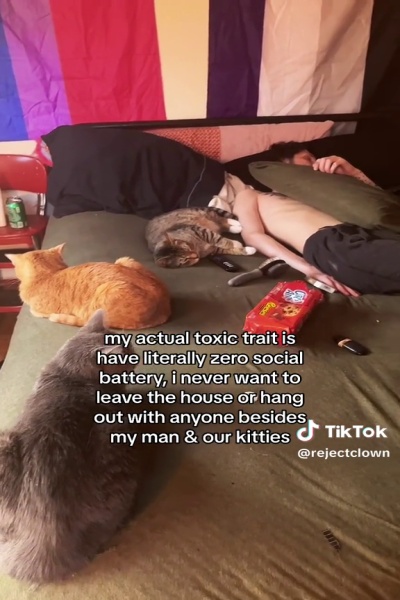 my actual toxic trait is
have literally zero social
battery, i never want to
leave the house or hang
out with anyone besides
my man & our kitties
TikTok
@rejectclown